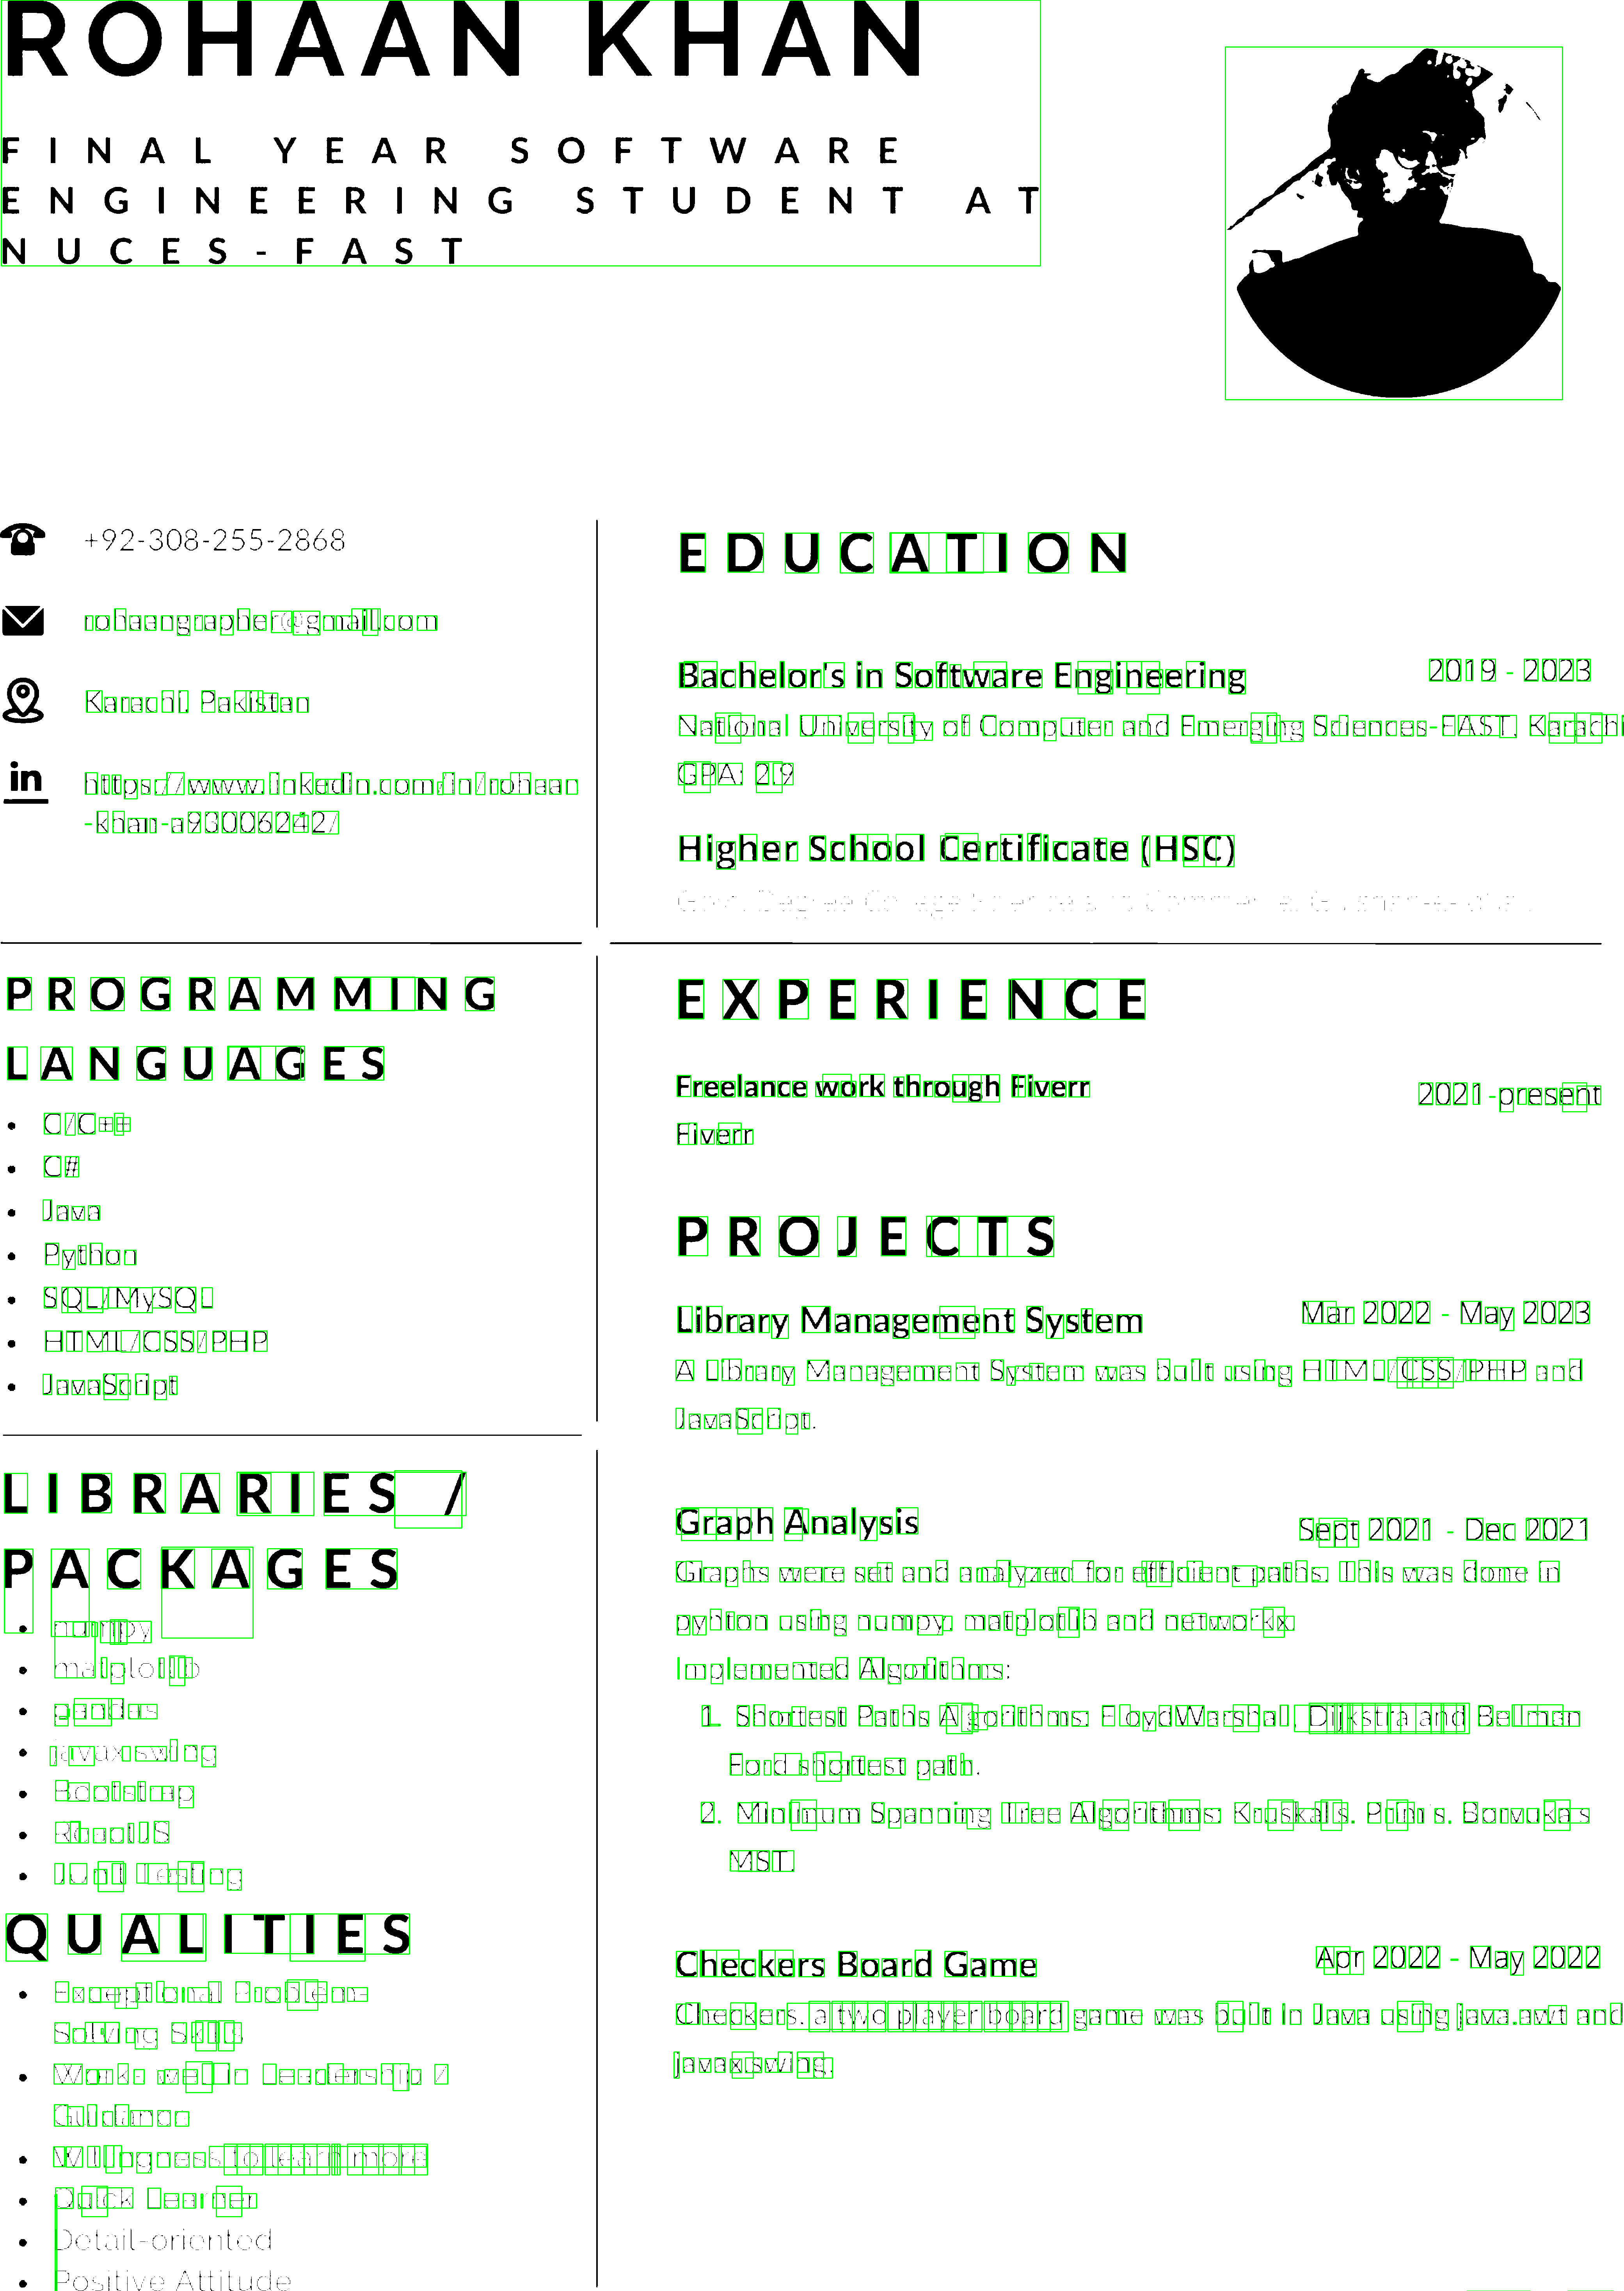 ROHAAN KHAN
FINAL YEAR SOFTWARE
ENGINEERING STUDENT AT
NUCES-FAST
+92-308-255-2868
rohaangrapher@gmail.com
Karachi, Pakistan
https://www.linkedin.com/in/rohaan
-khan-a93006242/
PROGRAMMING
LANGUAGES
C/C++
C#
Java
Python
SQL/MySQL
HTML/CSS/PHP
JavaScript
LIBRARIES /
PACKAGES
numpy
matplotlib
pandas
javax.swing
Bootstrap
ReactJS
JUnit Testing
QUALITIES
Exceptional Problem
Solving Skills
Works well in Leadership /
Guidance
Willingness to learn more
Quick Learner
Detail-oriented
Positive Attitude
EDUCATION
Bachelor's in Software Engineering
2019 - 2023
National University of Computer and Emerging Sciences-FAST, Karachi
GPA: 2.9
Higher School Certificate (HSC)
Degree College
EXPERIENCE
Freelance work through Fiverr
2021-present
Fiverr
PROJECTS
Library Management System
Mar 2022 - May 2023
A Library Management System was built using HTML/CSS/PHP and
JavaScript.
Graph Analysis
Sept 2021 - Dec 2021
Graphs were set and analyzed for efficient paths. This was done in
pyhton using numpy, matplotlib and networkx.
Implemented Algorithms:
1. Shortest Paths Algorithms: FloydWarshal, Dijkstra and Bellman
Ford shortest path.
2. Minimum Spanning Tree Algorithms: Kruskal's, Prim's, Borvuka's
MST.
Checkers Board Game
Apr 2022 - May 2022
Checkers, a two player board game was built in Java using java.awt and
javax.swing.